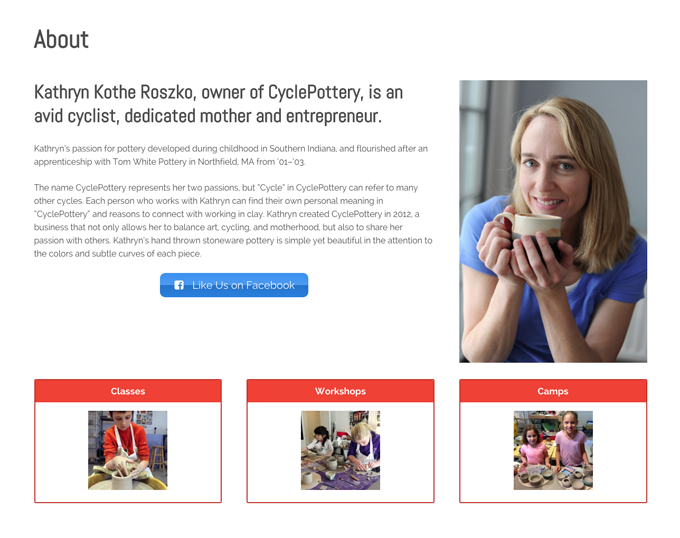 About
Kathryn Kothe Roszko, owner of CyclePottery, is an
avid cyclist, dedicated mother and entrepreneur.
Kathryn's passion for pottery developed during childhood in Southern Indiana, and flourished after an
apprenticeship with Tom White Pottery in Northfield, MA from '01–'03.
The name CyclePottery represents her two passions, but "Cycle" in CyclePottery can refer to many
other cycles. Each person who works with Kathryn can find their own personal meaning in
"CyclePottery" and reasons to connect with working in clay. Kathryn created CyclePottery in 2012, a
business that not only allows her to balance art, cycling, and motherhood, but also to share her
passion with others. Kathryn's hand thrown stoneware pottery is simple yet beautiful in the attention to
the colors and subtle curves of each piece.
Like Us on Facebook
Classes
Workshops
Camps